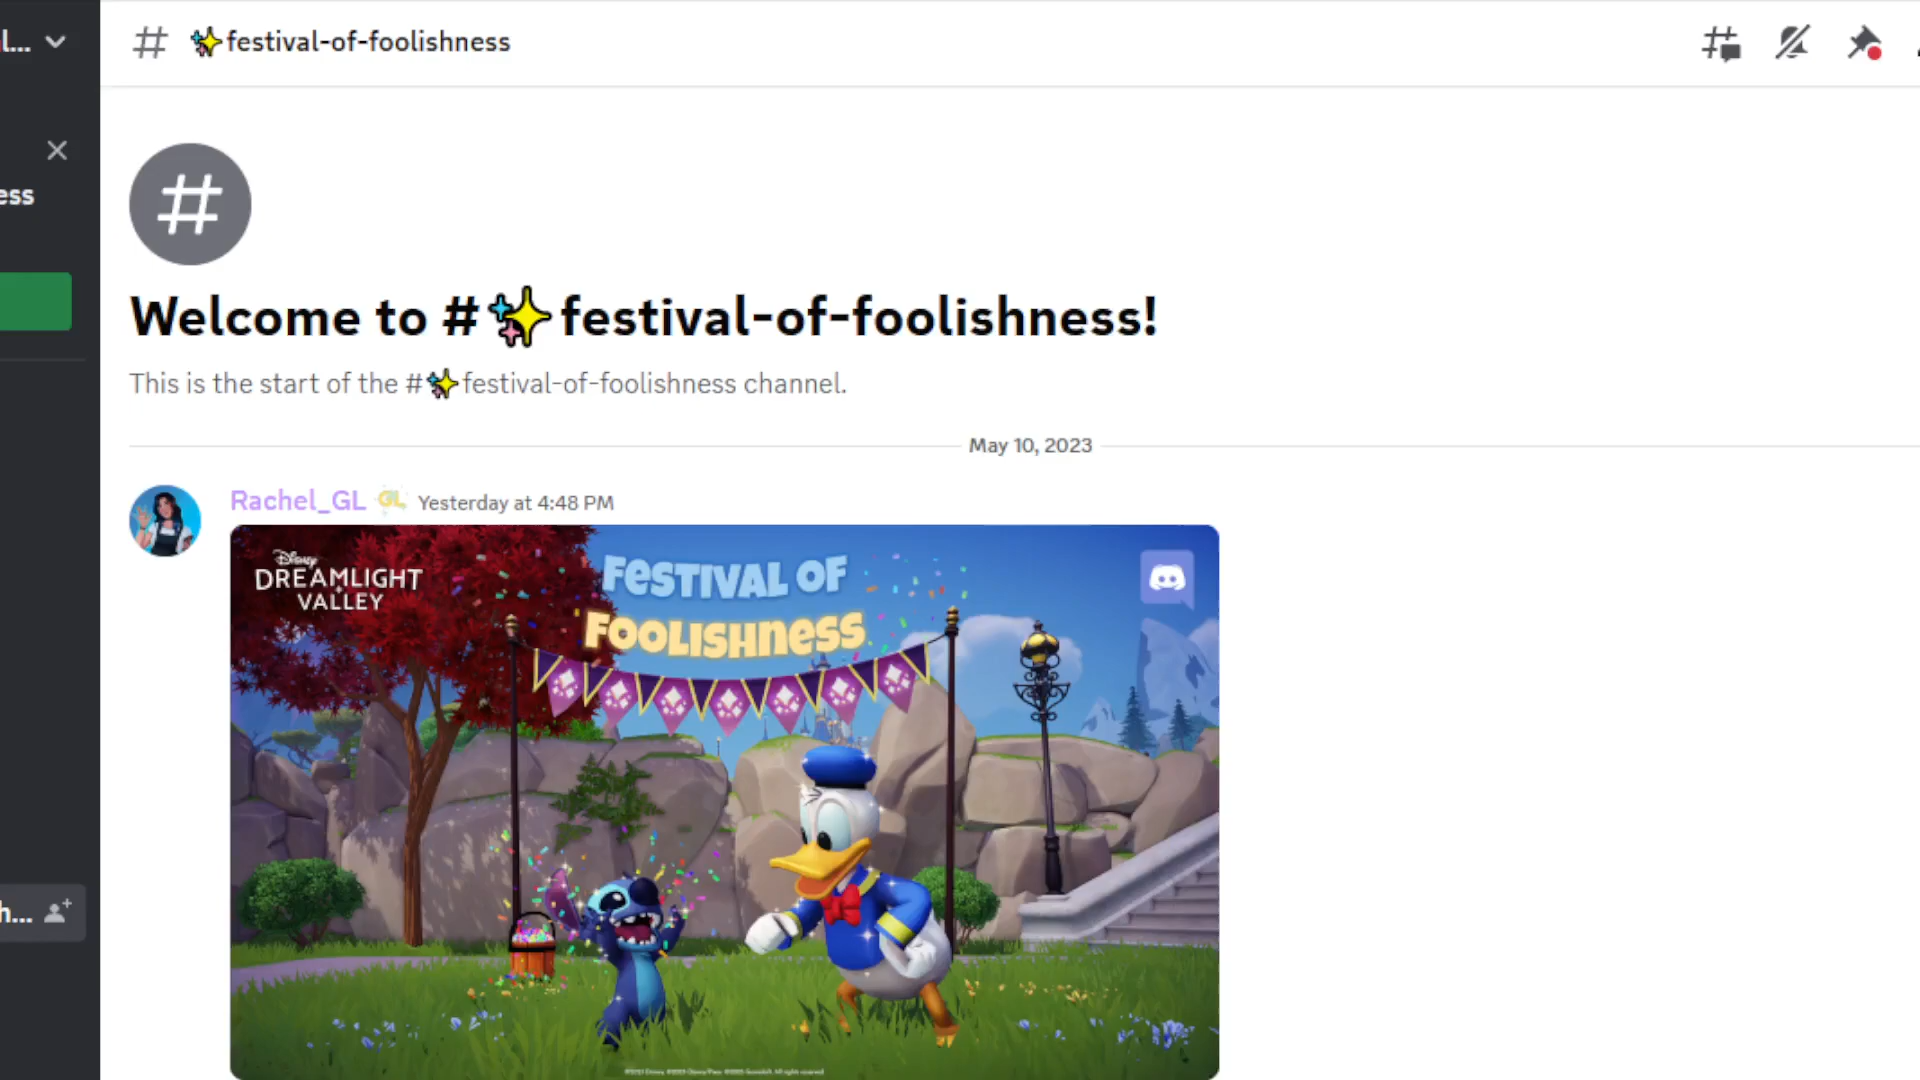 l...
#✨festival-of-foolishness
ess
Welcome to #✨festival-of-foolishness!
This is the start of the #✨festival-of-foolishness channel.
May 10, 2023
Rachel_GL GL Yesterday at 4:48 PM
Disney
DREAMLIGHT
VALLEY
FESTIVAL OF
FOOLISHNESS
h...